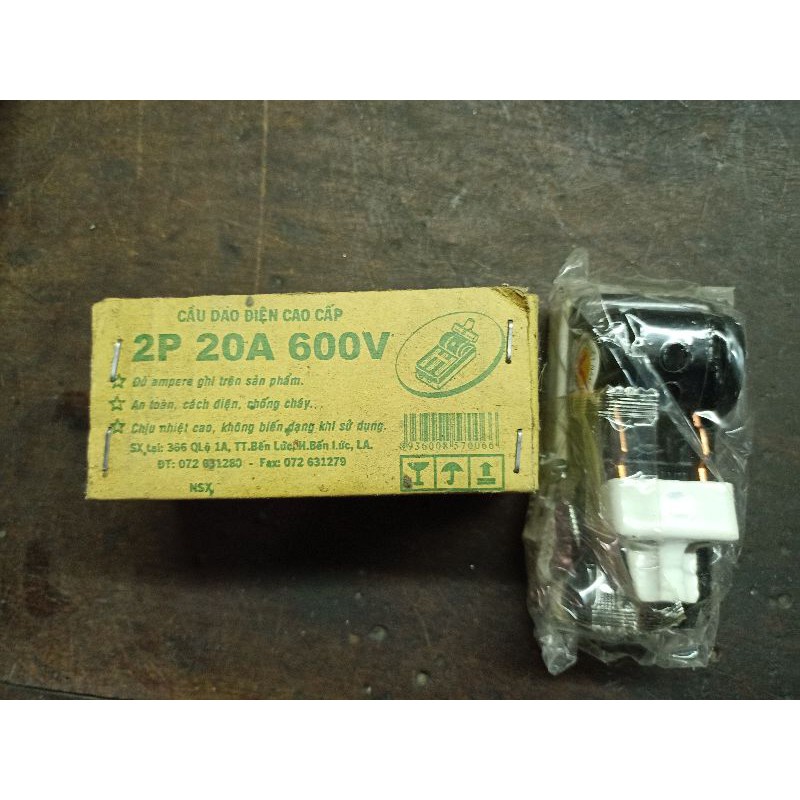 CẦU DAO ĐIỆN CAO CẤP
2P 20A 600V
Đủ ampere ghi trên sản phẩm.
An toàn, cách điện, chống cháy...
Chịu nhiệt cao, không biến dạng khi sử dụng.
SX tại: 366 QLộ 1A, TT.Bến Lức, H.Bến Lức, LA.
ĐT: 072 631280 - Fax: 072 631279
NSX